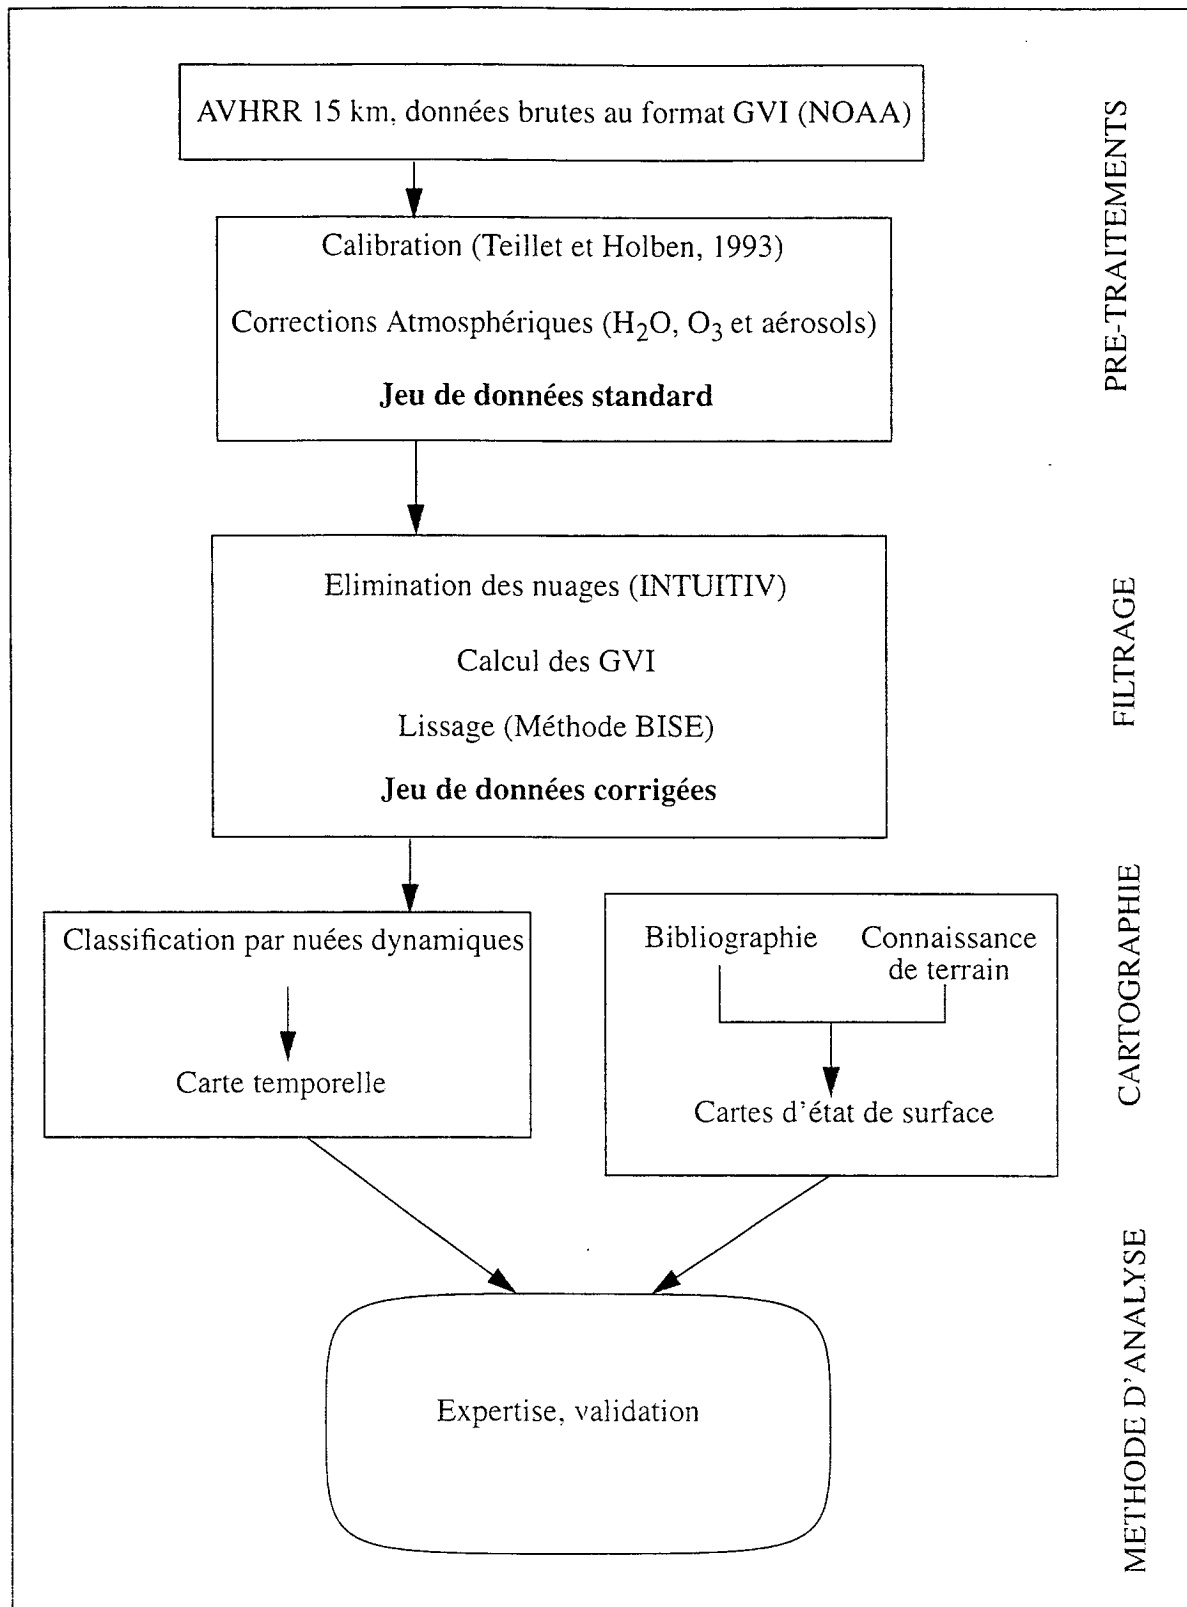 AVHRR 15 km, données brutes au format GVI (NOAA)
Calibration (Teillet et Holben, 1993)
Corrections Atmosphériques (H₂O, O₃ et aérosols)
Jeu de données standard
PRE-TRAITEMENTS
Elimination des nuages (INTUITIV)
Calcul des GVI
Lissage (Méthode BISE)
Jeu de données corrigées
FILTRAGE
Classification par nuées dynamiques
Carte temporelle
Bibliographie
Connaissance
de terrain
Cartes d'état de surface
CARTOGRAPHIE
Expertise, validation
METHODE D'ANALYSE